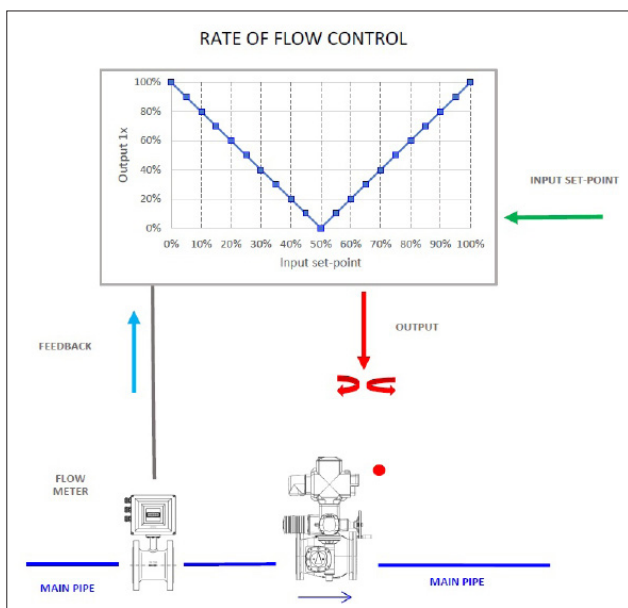 RATE OF FLOW CONTROL
Output 1x
100%
80%
60%
40%
20%
0%
0% 10% 20% 30% 40% 50% 60% 70% 80% 90% 100%
Input set-point
INPUT SET-POINT
FEEDBACK
OUTPUT
FLOW
METER
MAIN PIPE
MAIN PIPE